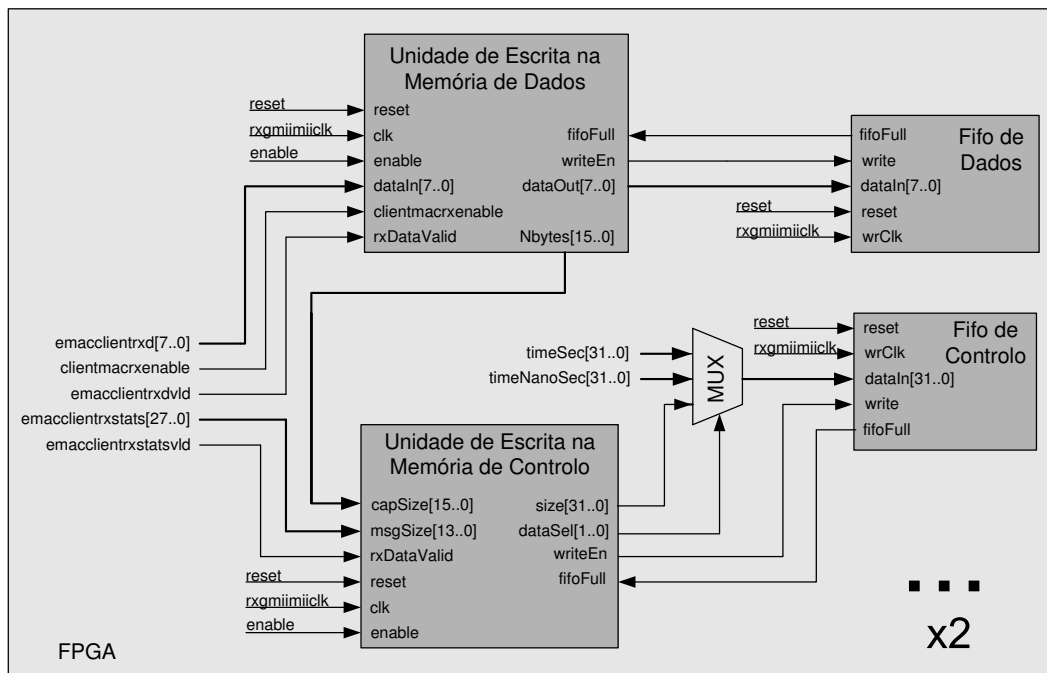 Unidade de Escrita na
Memória de Dados
reset
reset
rxgmiimiiclk
clk
fifoFull
enable
enable
writeEn
dataIn[7..0]
dataOut[7..0]
clientmacrxenable
rxDataValid
Nbytes[15..0]
fifoFull
Fifo de
Dados
write
dataIn[7..0]
reset
reset
rxgmiimiiclk
wrClk
emacclientrxd[7..0]
clientmacrxenable
emacclientrxdvld
emacclientrxstats[27..0]
emacclientrxstatsvld
timeSec[31..0]
timeNanoSec[31..0]
MUX
reset
reset
Fifo de
Controlo
rxgmiimiiclk
wrClk
dataIn[31..0]
write
fifoFull
Unidade de Escrita na
Memória de Controlo
capSize[15..0]
size[31..0]
msgSize[13..0]
dataSel[1..0]
rxDataValid
writeEn
reset
reset
fifoFull
rxgmiimiiclk
clk
enable
enable
...
x2
FPGA